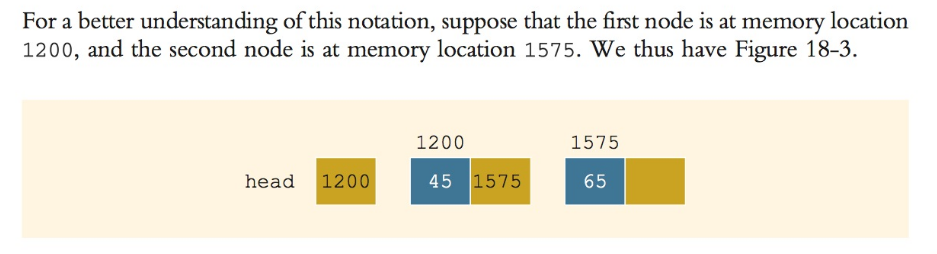 For a better understanding of this notation, suppose that the first node is at memory location
1200, and the second node is at memory location 1575. We thus have Figure 18-3.
1200 1575
head 1200 45 1575 65